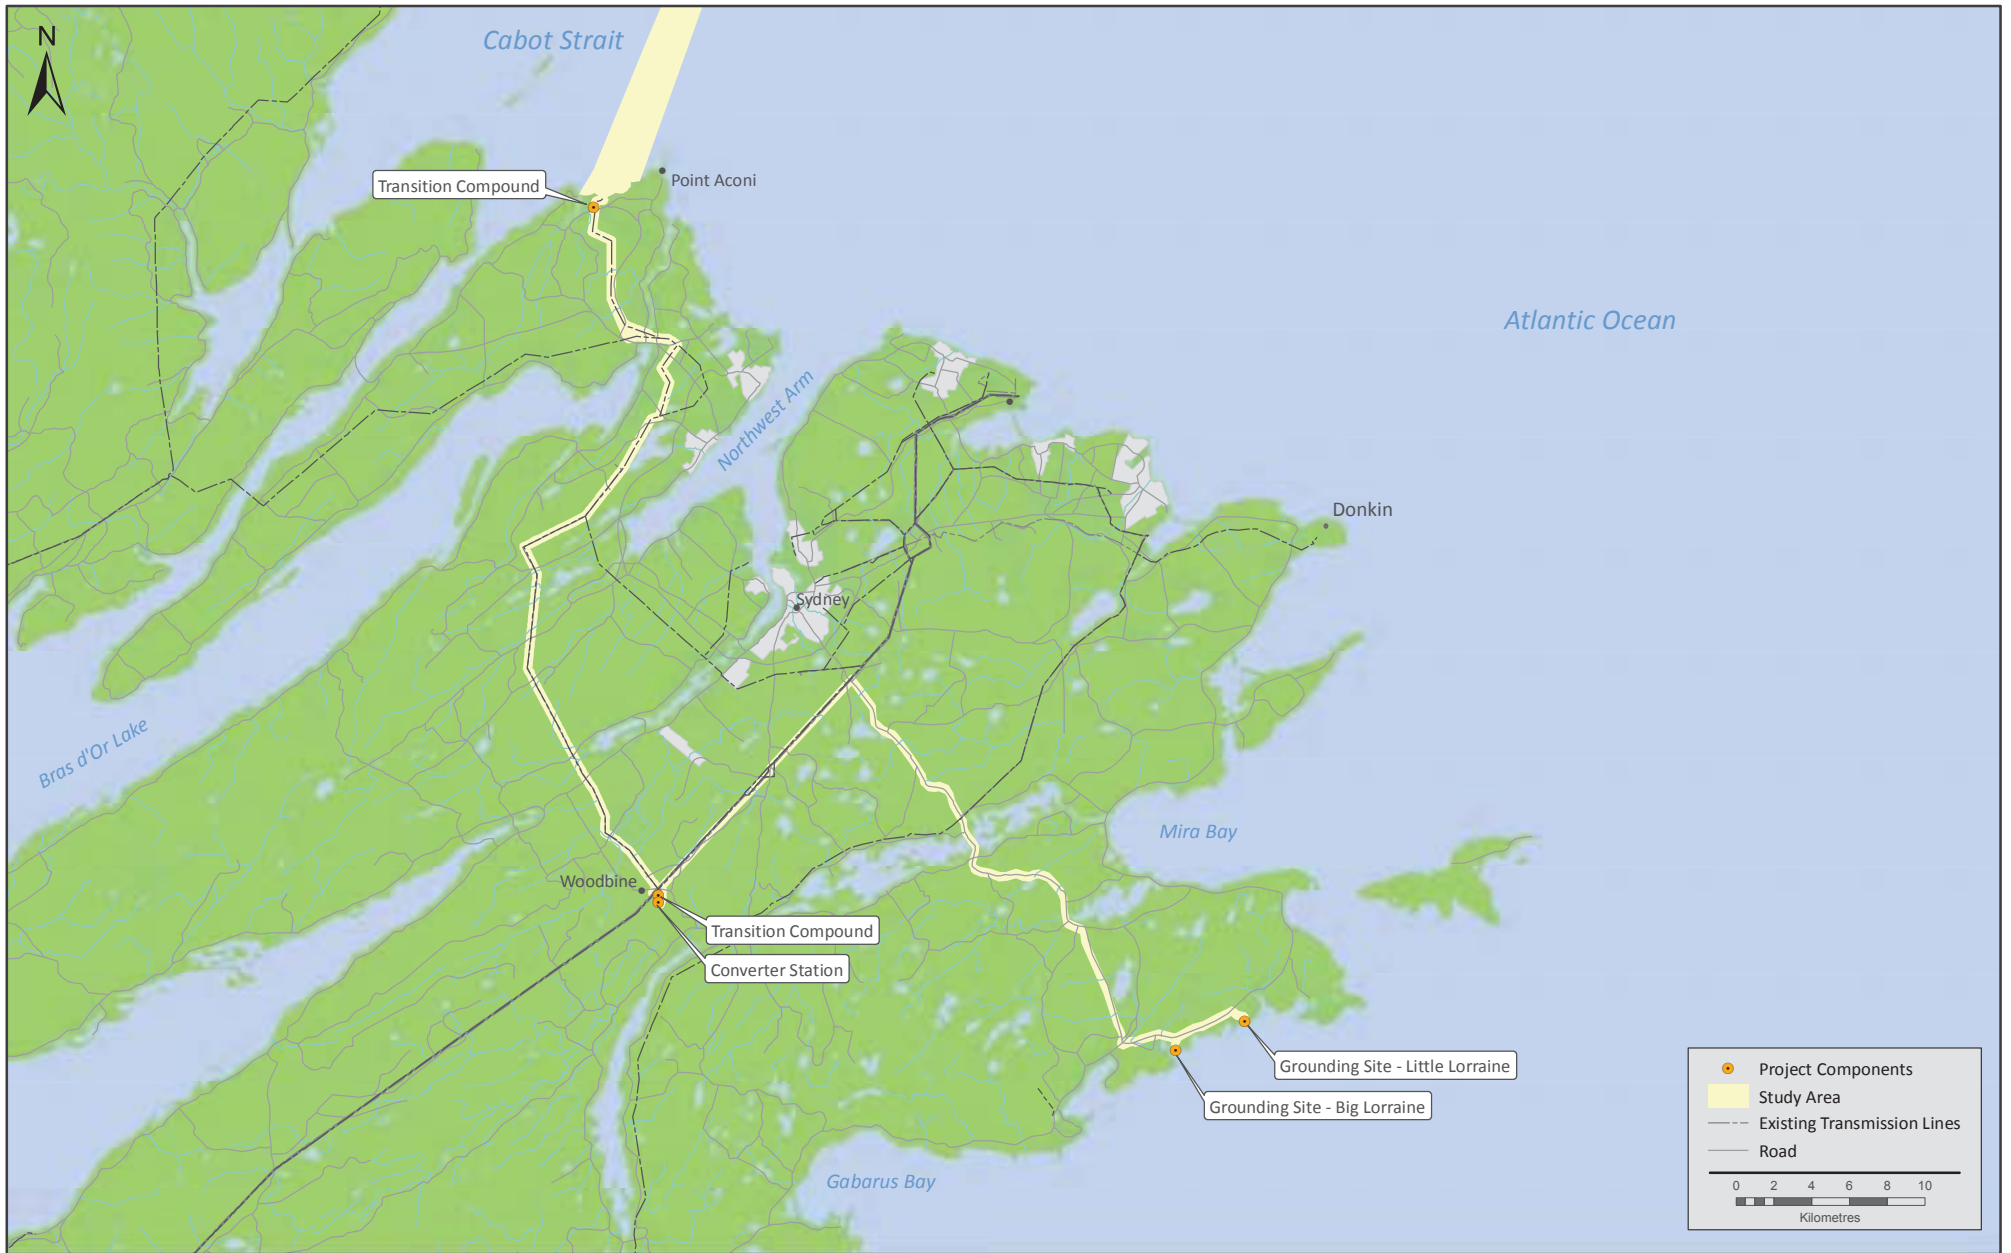 N
Cabot Strait
Transition Compound
Point Aconi
Atlantic Ocean
Northwest Arm
Donkin
Sydney
Bras d'Or Lake
Mira Bay
Woodbine
Transition Compound
Converter Station
Grounding Site - Little Lorraine
Grounding Site - Big Lorraine
Gabarus Bay
Project Components
Study Area
Existing Transmission Lines
Road
0 2 4 6 8 10
Kilometres